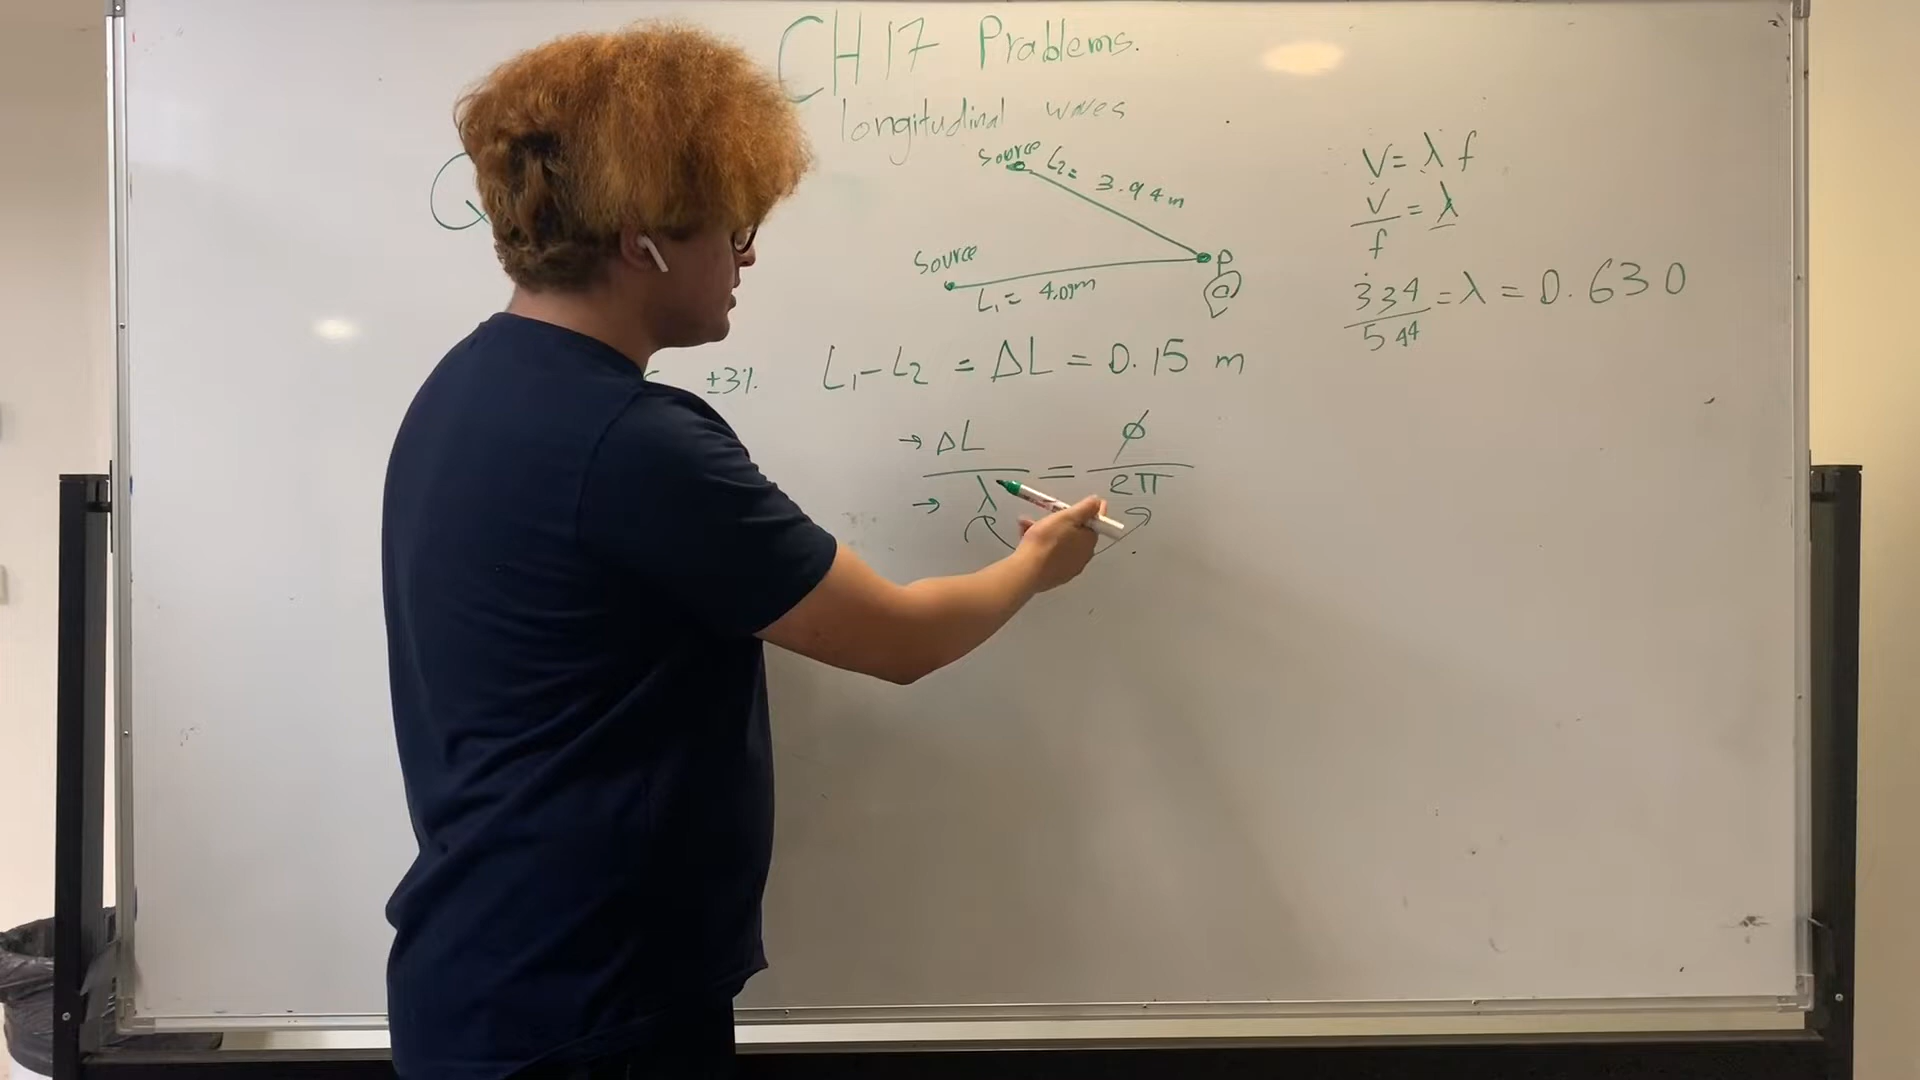 CH 17 Problems.
longitudinal waves
Q
Source L₂ = 3.94 m
Source
L₁ = 4.09m
P
V = λ f
V/f = λ
334/544 = λ = 0.630
±3%
L₁ - L₂ = ΔL = 0.15 m
→ ΔL / → λ = ϕ / 2π